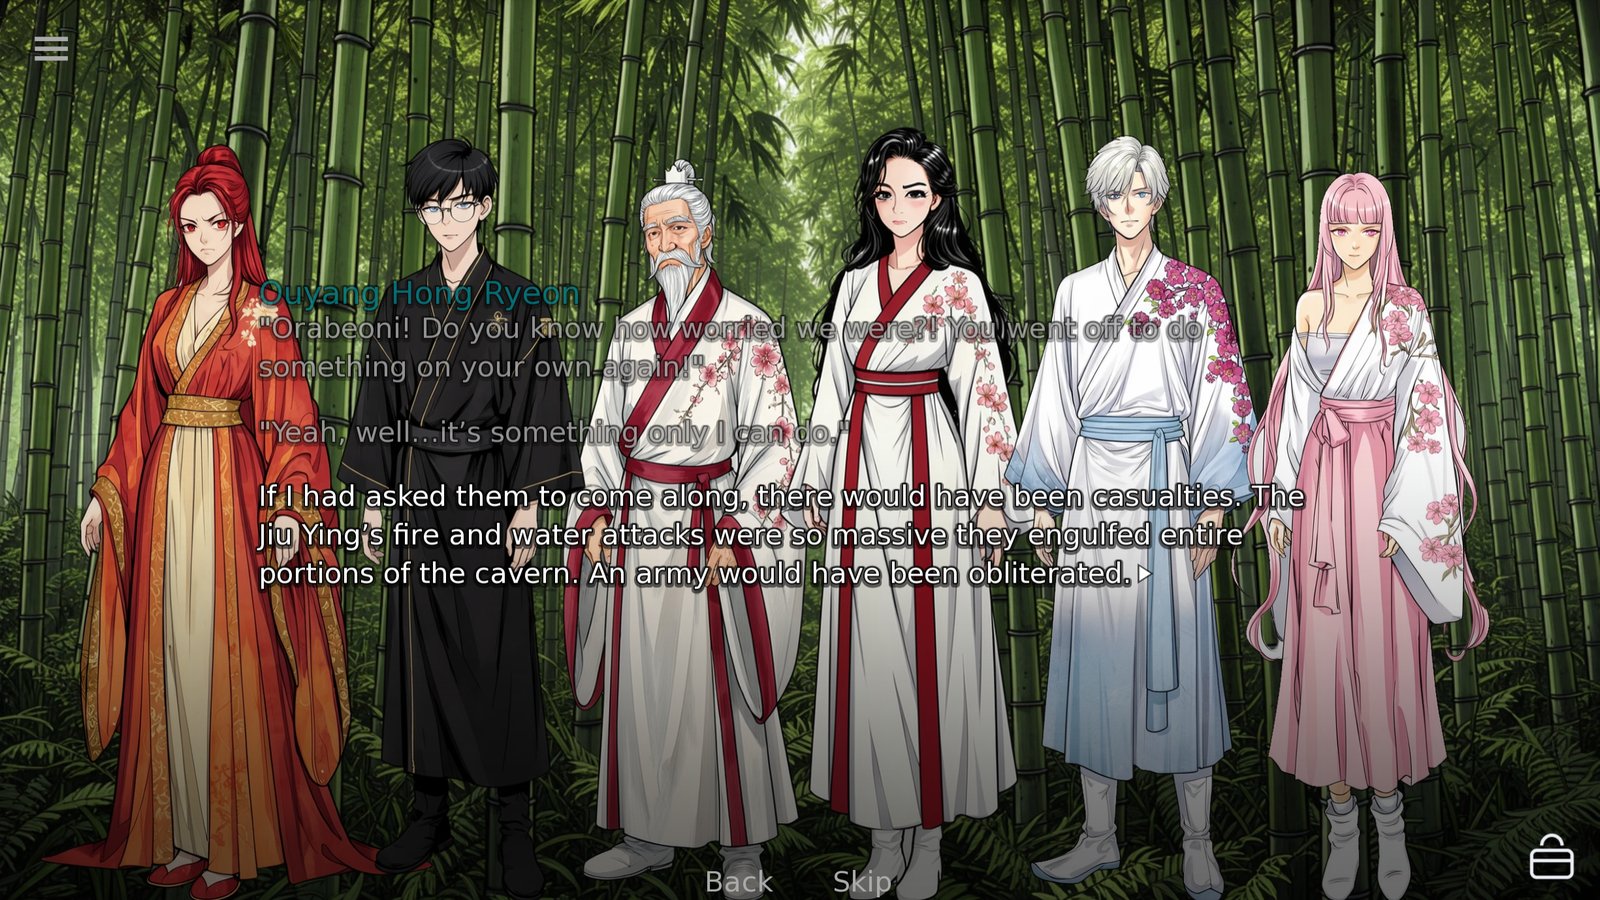 Ouyang Hong Ryeon
"Orabeoni! Do you know how worried we were?! You went off to do
something on your own again!"
"Yeah, well...it’s something only I can do."
If I had asked them to come along, there would have been casualties. The
Jiu Ying’s fire and water attacks were so massive they engulfed entire
portions of the cavern. An army would have been obliterated.
Back Skip